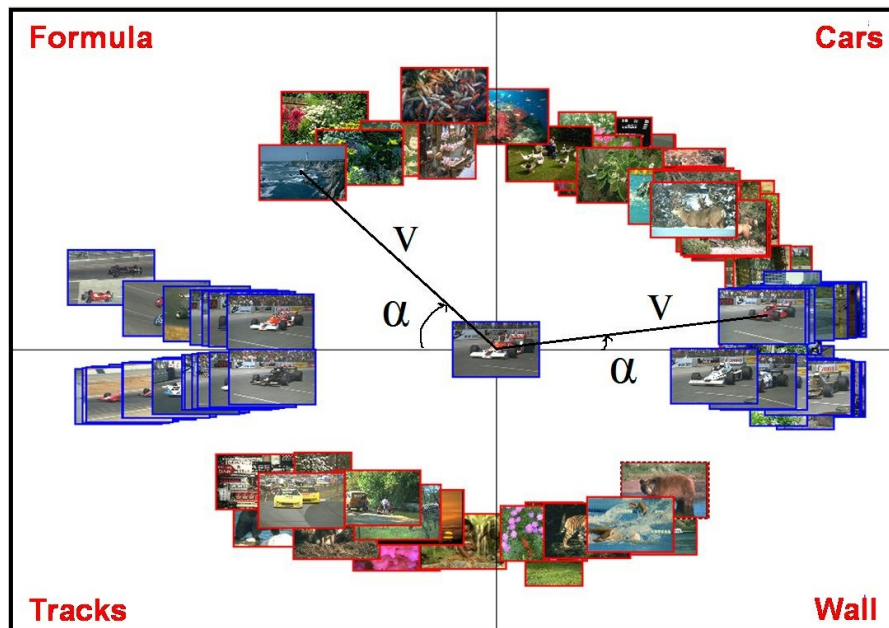 Formula
Cars
V
V
α
α
Tracks
Wall